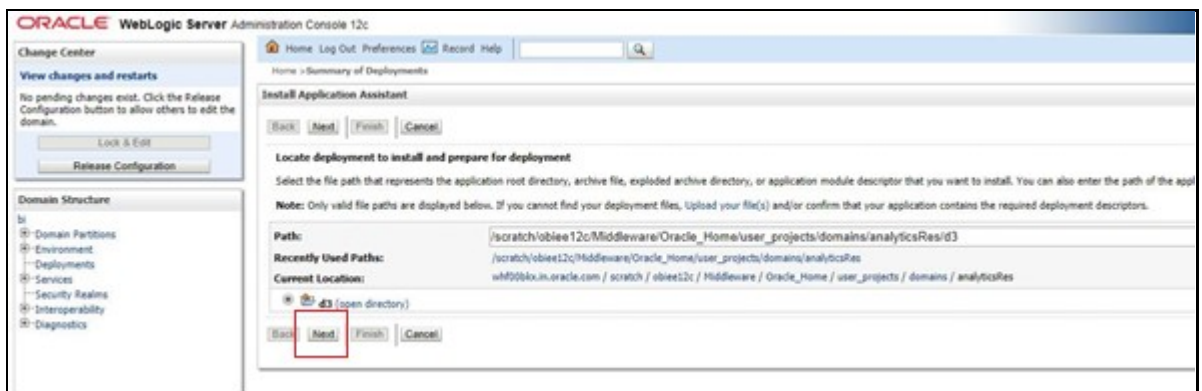 ORACLE WebLogic Server Administration Console 12c
Change Center
View changes and restarts
No pending changes exist. Click the Release
Configuration button to allow others to edit the
domain.
Lock & Edit
Release Configuration
Domain Structure
bi
Domain Partitions
Environment
Deployments
Services
Security Realms
Interoperability
Diagnostics
Home Log Out Preferences Record Help
Home >Summary of Deployments
Install Application Assistant
Back Next Finish Cancel
Locate deployment to install and prepare for deployment
Select the file path that represents the application root directory, archive file, exploded archive directory, or application module descriptor that you want to install. You can also enter the path of the appl
Note: Only valid file paths are displayed below. If you cannot find your deployment files, Upload your file(s) and/or confirm that your application contains the required deployment descriptors.
Path: /scratch/obiee12c/Middleware/Oracle_Home/user_projects/domains/analyticsRes/d3
Recently Used Paths: /scratch/obiee12c/Middleware/Oracle_Home/user_projects/domains/analyticsRes
Current Location: / scratch / obiee12c / Middleware / Oracle_Home / user_projects / domains / analyticsRes
d3 (open directory)
Back Next Finish Cancel